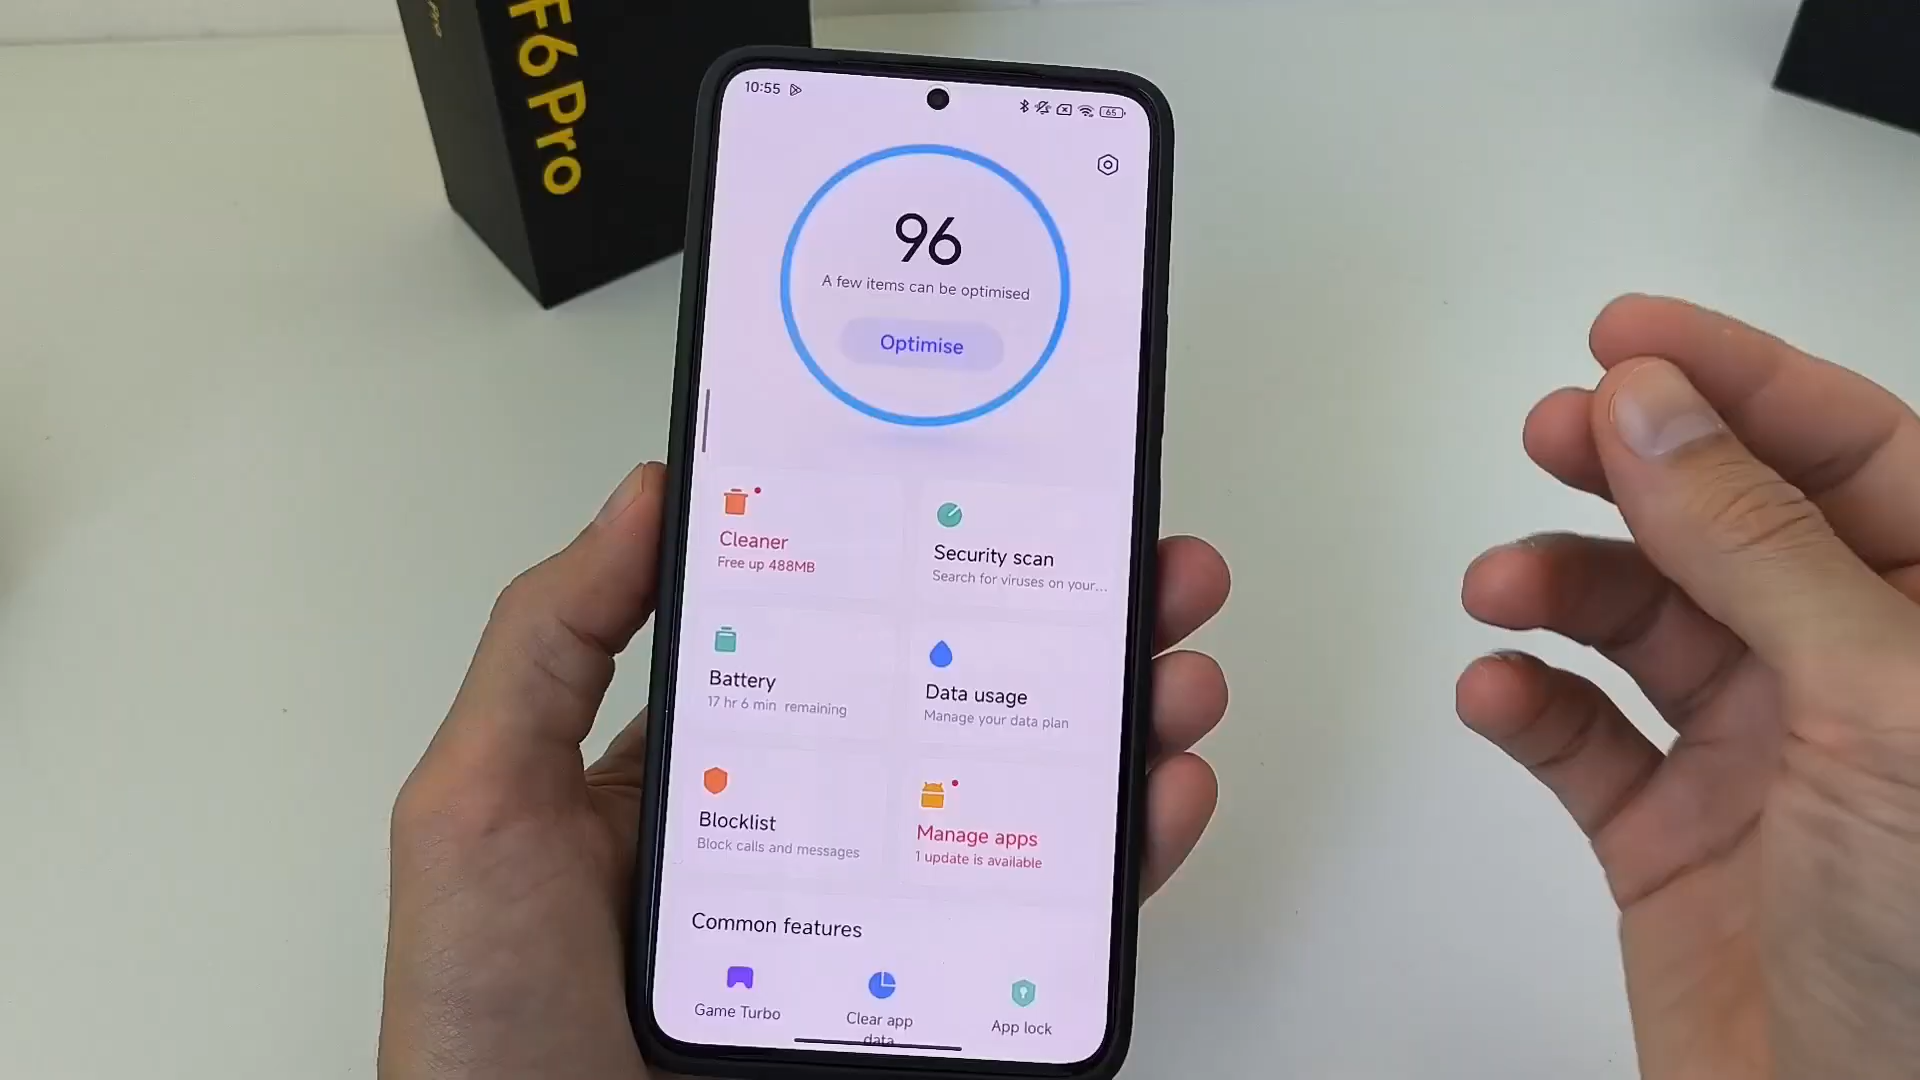 F6 Pro
Pro
10:55
65
96
A few items can be optimised
Optimise
Cleaner
Free up 488MB
Security scan
Search for viruses on your...
Battery
17 hr 6 min remaining
Data usage
Manage your data plan
Blocklist
Block calls and messages
Manage apps
1 update is available
Common features
Game Turbo
Clear app
data
App lock